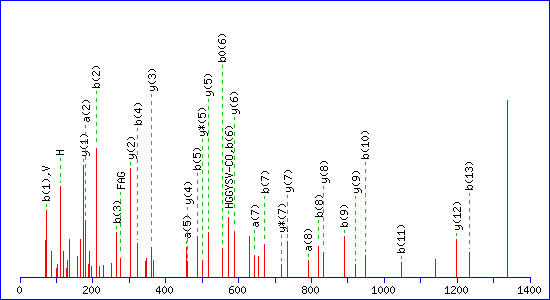 b(1),V
H
y(1)
a(2)
b(2)
b(3)
FAG
y(2)
b(4)
y(3)
a(5)
y(4)
b(5)
y*(5)
y(5)
b0(6)
HGGYSV-CO,b(6)
y(6)
a(7)
b(7)
y*(7)
y(7)
a(8)
b(8)
y(8)
b(9)
y(9)
b(10)
b(11)
y(12)
b(13)
0 200 400 600 800 1000 1200 1400